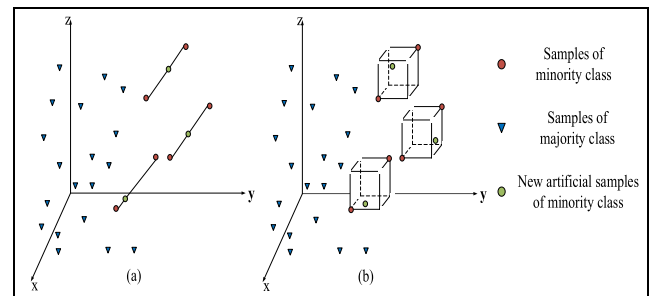 z
z
y
y
x
x
(a)
(b)
Samples of
minority class
Samples of
majority class
New artificial samples
of minority class